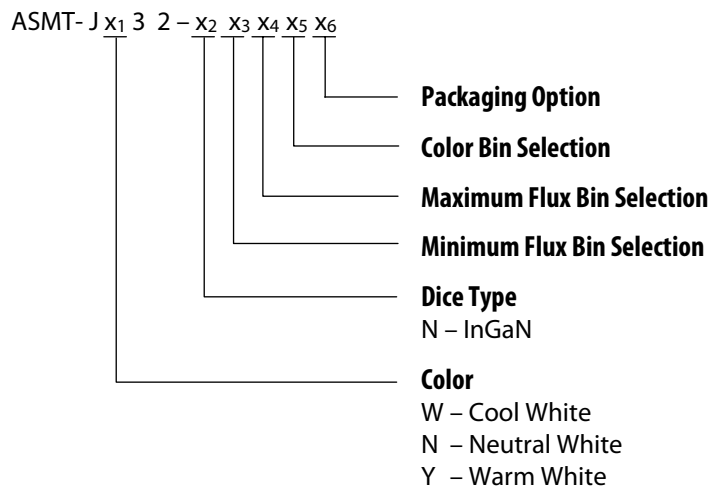 ASMT- J x1 3 2 – x2 x3 x4 x5 x6
Packaging Option
Color Bin Selection
Maximum Flux Bin Selection
Minimum Flux Bin Selection
Dice Type
N – InGaN
Color
W – Cool White
N – Neutral White
Y – Warm White